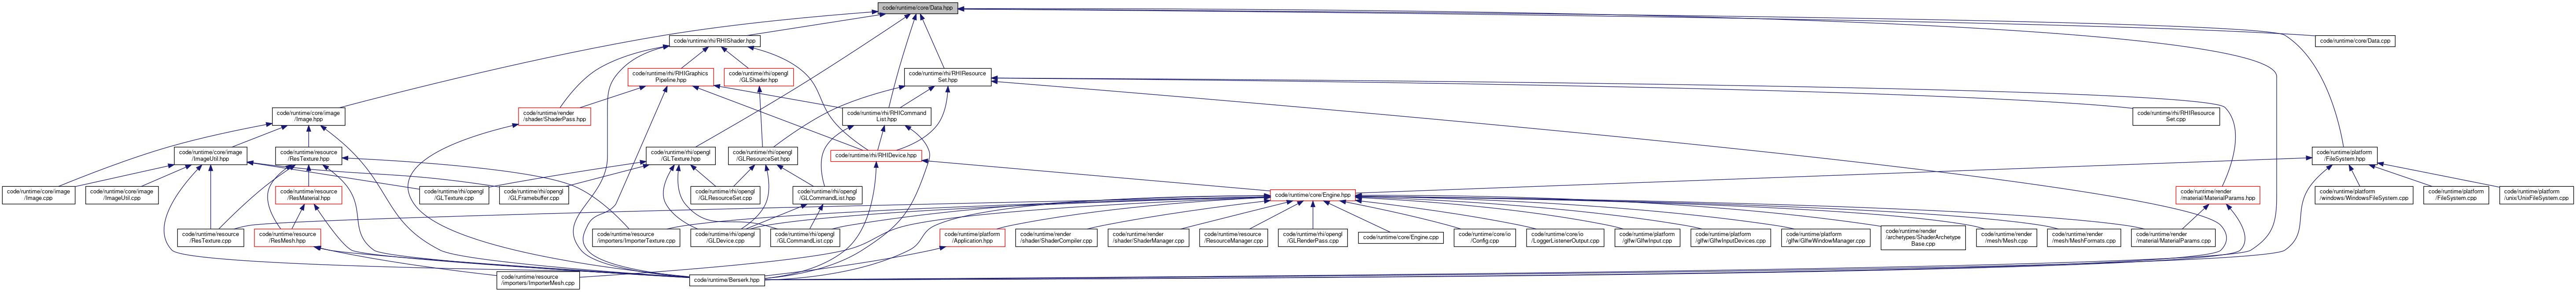 code/runtime/core/Data.hpp
code/runtime/rhi/RHIShader.hpp
code/runtime/core/Data.cpp
code/runtime/rhi/RHIGraphics
Pipeline.hpp
code/runtime/rhi/opengl
/GLShader.hpp
code/runtime/rhi/RHIResource
Set.hpp
code/runtime/core/image
/Image.hpp
code/runtime/render
/shader/ShaderPass.hpp
code/runtime/rhi/RHICommand
List.hpp
code/runtime/rhi/RHIResource
Set.cpp
code/runtime/core/image
/ImageUtil.hpp
code/runtime/resource
/ResTexture.hpp
code/runtime/rhi/opengl
/GLTexture.hpp
code/runtime/rhi/opengl
/GLResourceSet.hpp
code/runtime/rhi/RHIDevice.hpp
code/runtime/platform
/FileSystem.hpp
code/runtime/core/image
/Image.cpp
code/runtime/core/image
/ImageUtil.cpp
code/runtime/resource
/ResMaterial.hpp
code/runtime/rhi/opengl
/GLTexture.cpp
code/runtime/rhi/opengl
/GLFramebuffer.cpp
code/runtime/rhi/opengl
/GLResourceSet.cpp
code/runtime/rhi/opengl
/GLCommandList.hpp
code/runtime/core/Engine.hpp
code/runtime/render
/material/MaterialParams.hpp
code/runtime/platform
/windows/WindowsFileSystem.cpp
code/runtime/platform
/FileSystem.cpp
code/runtime/platform
/unix/UnixFileSystem.cpp
code/runtime/resource
/ResTexture.cpp
code/runtime/resource
/ResMesh.hpp
code/runtime/resource
/importers/ImporterTexture.cpp
code/runtime/rhi/opengl
/GLDevice.cpp
code/runtime/rhi/opengl
/GLCommandList.cpp
code/runtime/platform
/Application.hpp
code/runtime/render
/shader/ShaderCompiler.cpp
code/runtime/render
/shader/ShaderManager.cpp
code/runtime/resource
/ResourceManager.cpp
code/runtime/rhi/opengl
/GLRenderPass.cpp
code/runtime/core/Engine.cpp
code/runtime/core/io
/Config.cpp
code/runtime/core/io
/LoggerListenerOutput.cpp
code/runtime/platform
/glfw/GlfwInput.cpp
code/runtime/platform
/glfw/GlfwInputDevices.cpp
code/runtime/platform
/glfw/GlfwWindowManager.cpp
code/runtime/render
/archetypes/ShaderArchetype
Base.cpp
code/runtime/render
/mesh/Mesh.cpp
code/runtime/render
/mesh/MeshFormats.cpp
code/runtime/render
/material/MaterialParams.cpp
code/runtime/resource
/importers/ImporterMesh.cpp
code/runtime/Berserk.hpp